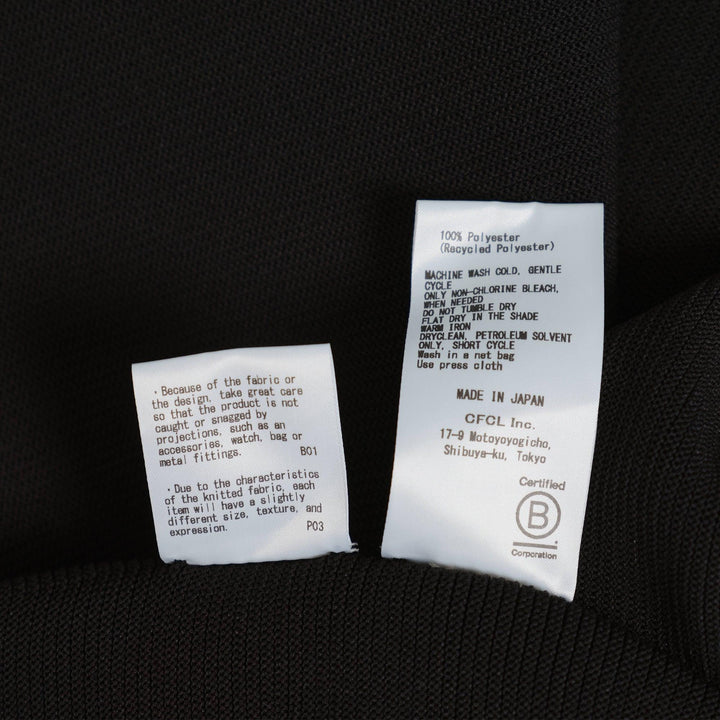 · Because of the fabric or
the design, take great care
so that the product is not
caught or snagged by
projections, such as an
accessories, watch, bag or
metal fittings.
B01
· Due to the characteristics
of the knitted fabric, each
item will have a slightly
different size, texture, and
expression.
P03
100% Polyester
(Recycled Polyester)
MACHINE WASH COLD, GENTLE
CYCLE
ONLY NON-CHLORINE BLEACH,
WHEN NEEDED
DO NOT TUMBLE DRY
FLAT DRY IN THE SHADE
WARM IRON
DRYCLEAN, PETROLEUM SOLVENT
ONLY, SHORT CYCLE
Wash in a net bag
Use press cloth
MADE IN JAPAN
CFCL Inc.
17-9 Motoyoyogicho,
Shibuya-ku, Tokyo
Certified
B
Corporation